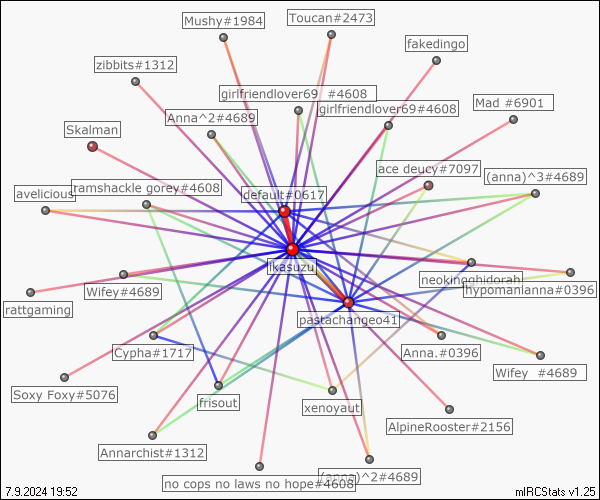 Mushy#1984
Toucan#2473
fakedingo
zibbits#1312
girlfriendlover69 #4608
girlfriendlover69#4608
Mad #6901
Anna^2#4689
Skalman
ace deucy#7097
(anna)^3#4689
ramshackle gorey#4608
avelicious
default#0617
ikasuzu
neokingghidorah
hypomanianna#0396
Wifey#4689
rattgaming
pastachangeo41
Cypha#1717
Anna.#0396
Wifey #4689
Soxy Foxy#5076
frisout
xenoyaut
AlpineRooster#2156
Annarchist#1312
(anna)^2#4689
no cops no laws no hope#4608
7.9.2024 19:52
mIRCStats v1.25